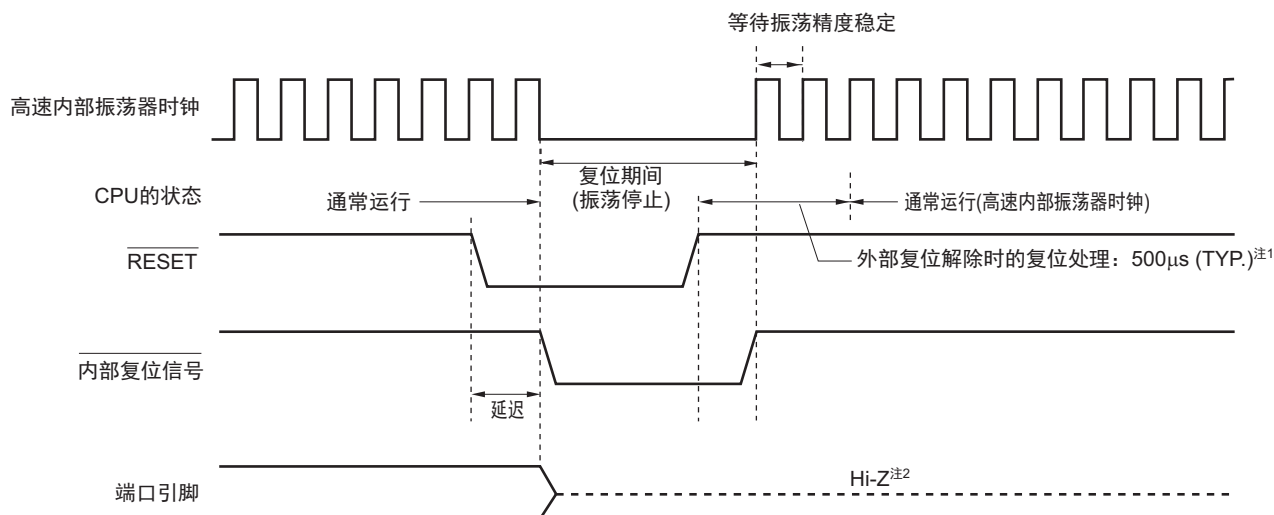 等待振荡精度稳定
高速内部振荡器时钟
复位期间
(振荡停止)
CPU的状态
通常运行
通常运行(高速内部振荡器时钟)
RESET
外部复位解除时的复位处理：500μs (TYP.)注1
内部复位信号
延迟
Hi-Z注2
端口引脚